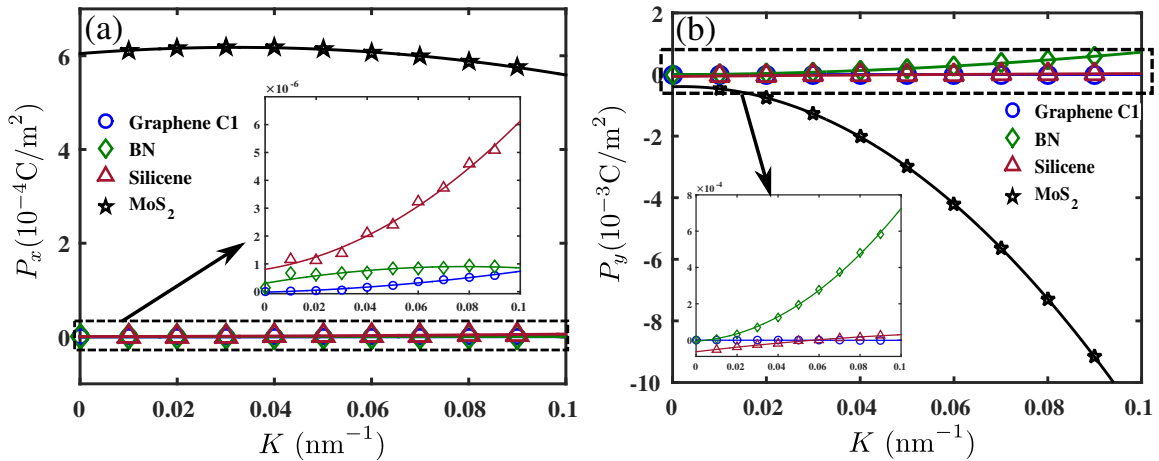 (a)
P_x(10^{-4}C/m^2)
6
4
2
0
Graphene C1
BN
Silicene
MoS_2
×10^{-6}
6
5
4
3
2
1
0
0 0.02 0.04 0.06 0.08 0.1
0 0.02 0.04 0.06 0.08 0.1
K (nm^{-1})
(b)
P_y(10^{-3}C/m^2)
2
0
-2
-4
-6
-8
-10
Graphene C1
BN
Silicene
MoS_2
×10^{-4}
8
4
0
0 0.02 0.04 0.06 0.08 0.1
0 0.02 0.04 0.06 0.08 0.1
K (nm^{-1})